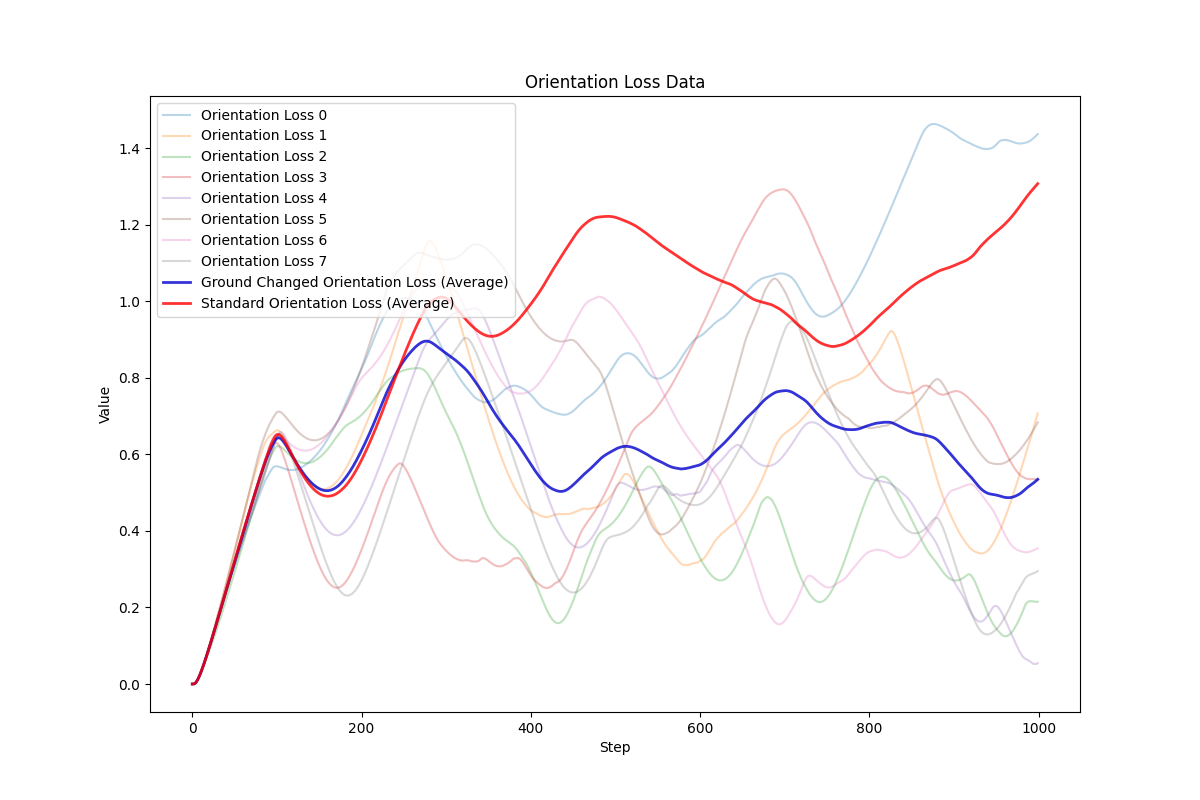 Orientation Loss Data
Orientation Loss 0
Orientation Loss 1
Orientation Loss 2
Orientation Loss 3
Orientation Loss 4
Orientation Loss 5
Orientation Loss 6
Orientation Loss 7
Ground Changed Orientation Loss (Average)
Standard Orientation Loss (Average)
Value
1.4
1.2
1.0
0.8
0.6
0.4
0.2
0.0
0 200 400 600 800 1000
Step